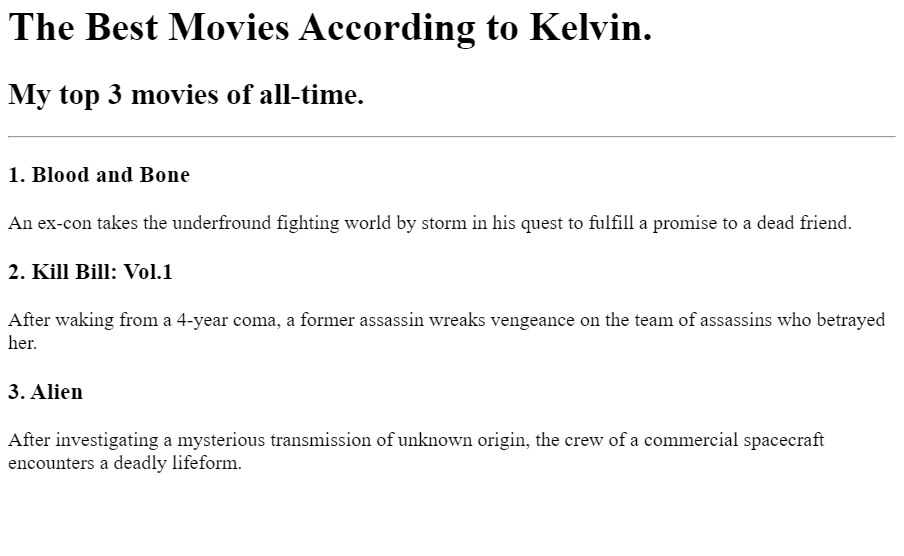 The Best Movies According to Kelvin.
My top 3 movies of all-time.
1. Blood and Bone
An ex-con takes the underfround fighting world by storm in his quest to fulfill a promise to a dead friend.
2. Kill Bill: Vol.1
After waking from a 4-year coma, a former assassin wreaks vengeance on the team of assassins who betrayed
her.
3. Alien
After investigating a mysterious transmission of unknown origin, the crew of a commercial spacecraft
encounters a deadly lifeform.